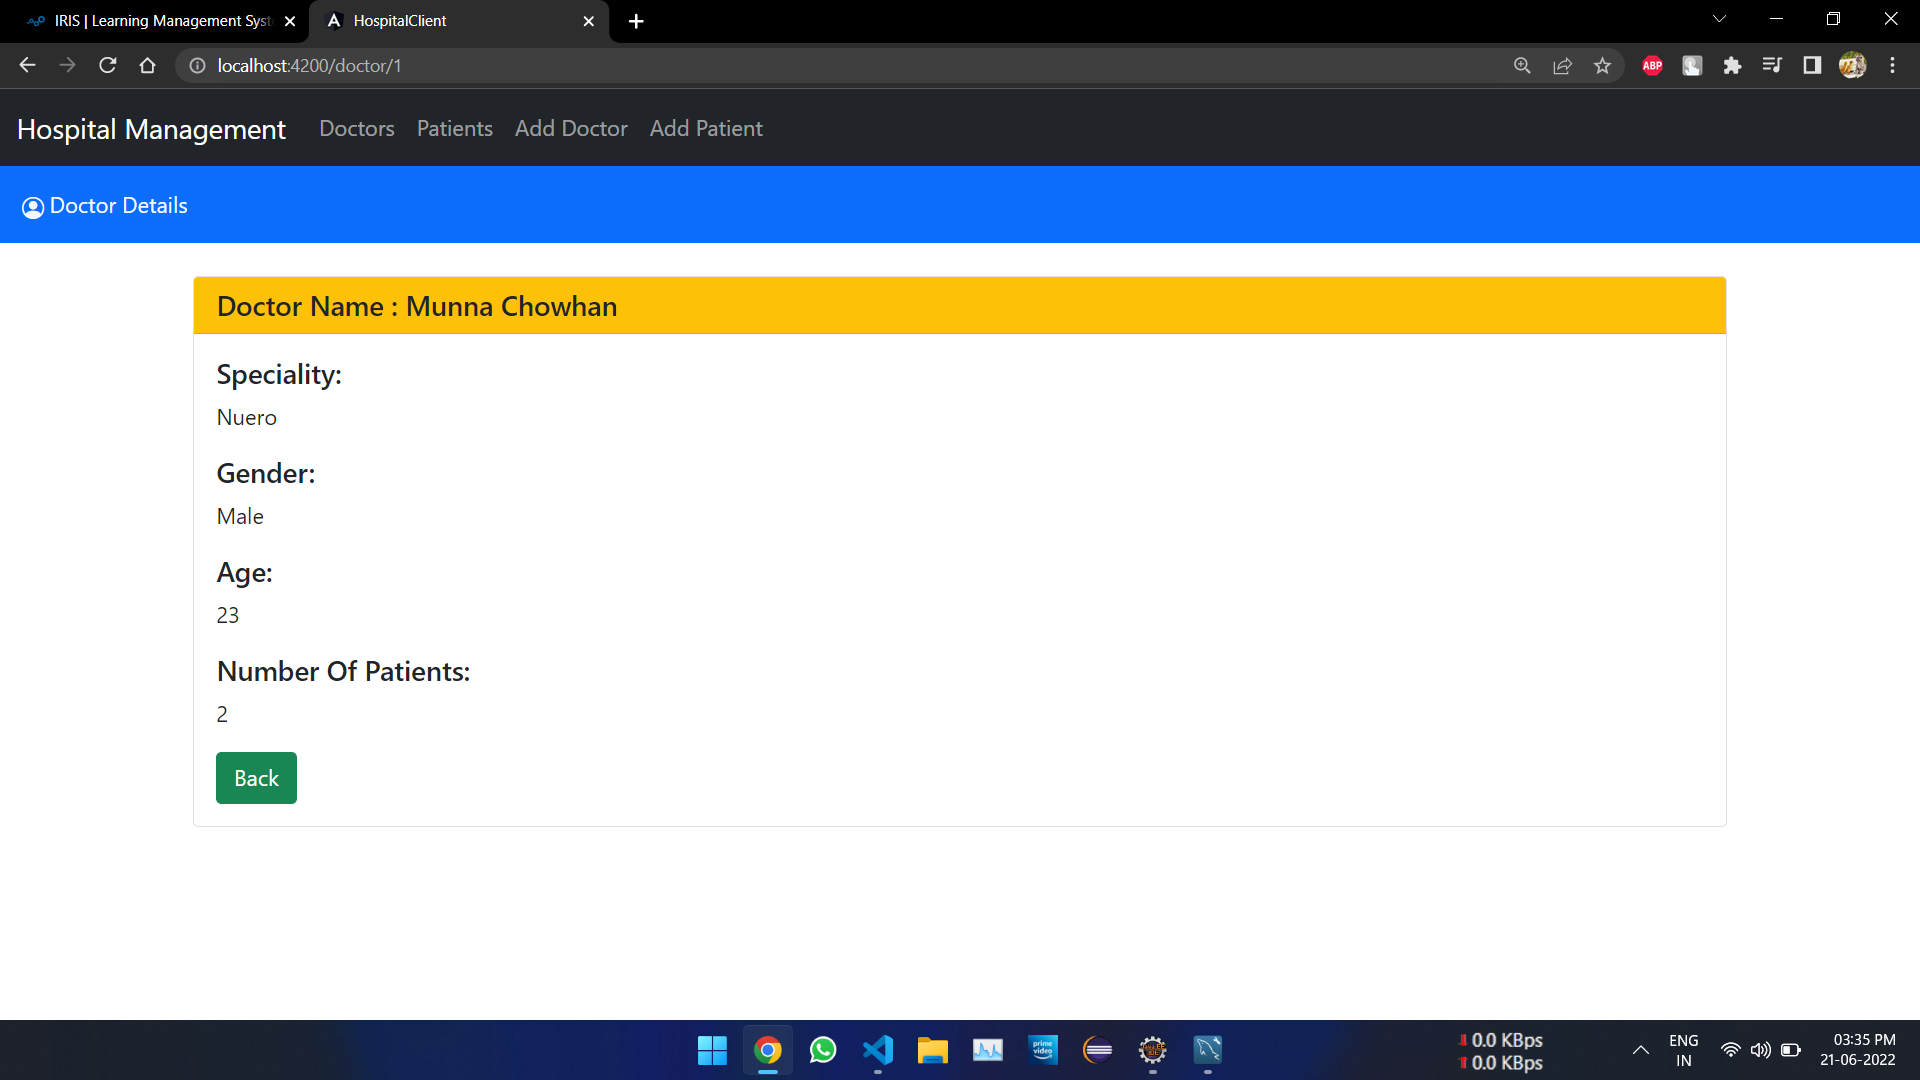 IRIS | Learning Management Syst
HospitalClient
localhost:4200/doctor/1
ABP
Hospital Management
Doctors
Patients
Add Doctor
Add Patient
Doctor Details
Doctor Name : Munna Chowhan
Speciality:
Nuero
Gender:
Male
Age:
23
Number Of Patients:
2
Back
prime
video
0.0 KBps
0.0 KBps
ENG
IN
03:35 PM
21-06-2022